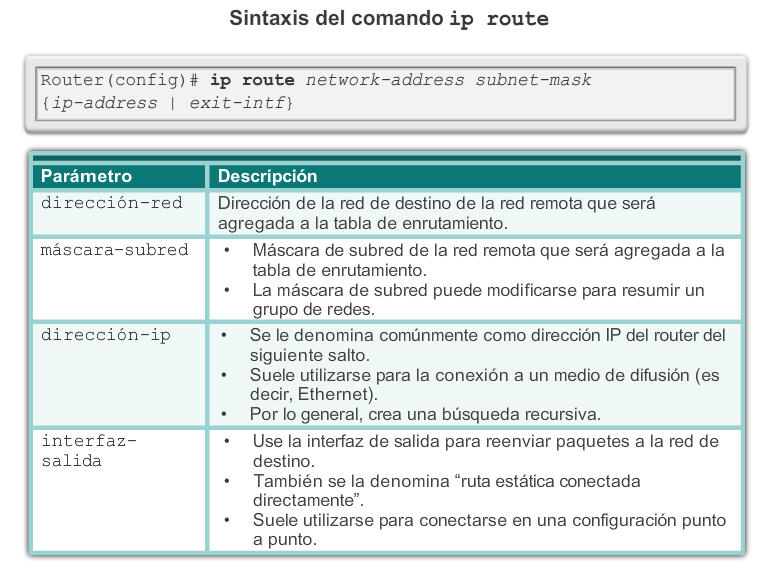 Sintaxis del comando ip route
Router(config)# ip route network-address subnet-mask
{ip-address | exit-intf}
Parámetro
Descripción
dirección-red
Dirección de la red de destino de la red remota que será
agregada a la tabla de enrutamiento.
máscara-subred
• Máscara de subred de la red remota que será agregada a la
tabla de enrutamiento.
• La máscara de subred puede modificarse para resumir un
grupo de redes.
dirección-ip
• Se le denomina comúnmente como dirección IP del router del
siguiente salto.
• Suele utilizarse para la conexión a un medio de difusión (es
decir, Ethernet).
• Por lo general, crea una búsqueda recursiva.
interfaz-
salida
• Use la interfaz de salida para reenviar paquetes a la red de
destino.
• También se la denomina “ruta estática conectada
directamente”.
• Suele utilizarse para conectarse en una configuración punto
a punto.